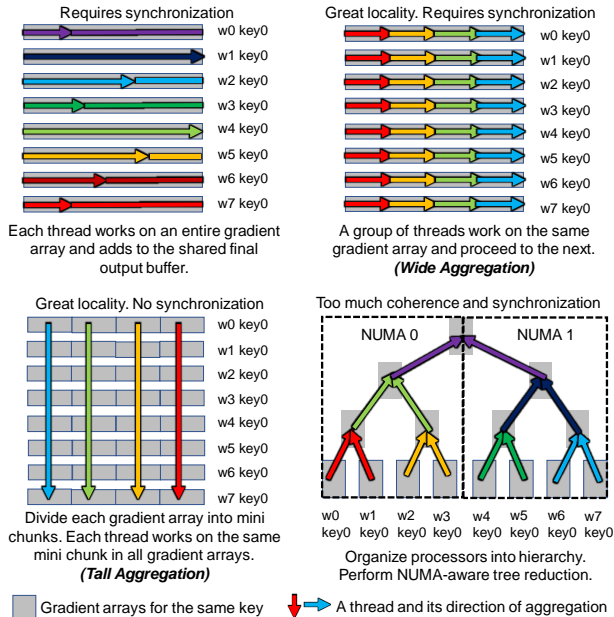 Requires synchronization
w0 key0
w1 key0
w2 key0
w3 key0
w4 key0
w5 key0
w6 key0
w7 key0
Each thread works on an entire gradient
array and adds to the shared final
output buffer.
Great locality. Requires synchronization
w0 key0
w1 key0
w2 key0
w3 key0
w4 key0
w5 key0
w6 key0
w7 key0
A group of threads work on the same
gradient array and proceed to the next.
(Wide Aggregation)
Great locality. No synchronization
w0 key0
w1 key0
w2 key0
w3 key0
w4 key0
w5 key0
w6 key0
w7 key0
Divide each gradient array into mini
chunks. Each thread works on the same
mini chunk in all gradient arrays.
(Tall Aggregation)
Too much coherence and synchronization
NUMA 0 NUMA 1
w0 w1 w2 w3 w4 w5 w6 w7
key0 key0 key0 key0 key0 key0 key0 key0
Organize processors into hierarchy.
Perform NUMA-aware tree reduction.
Gradient arrays for the same key
A thread and its direction of aggregation